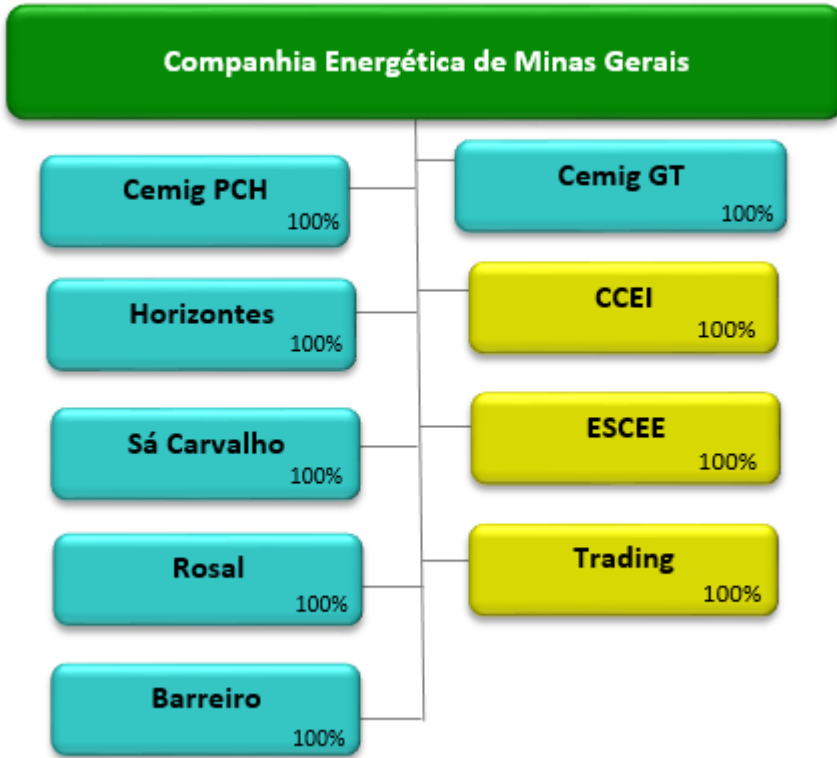 Companhia Energética de Minas Gerais
Cemig PCH
100%
Cemig GT
100%
Horizontes
100%
CCEI
100%
Sá Carvalho
100%
ESCEE
100%
Rosal
100%
Trading
100%
Barreiro
100%